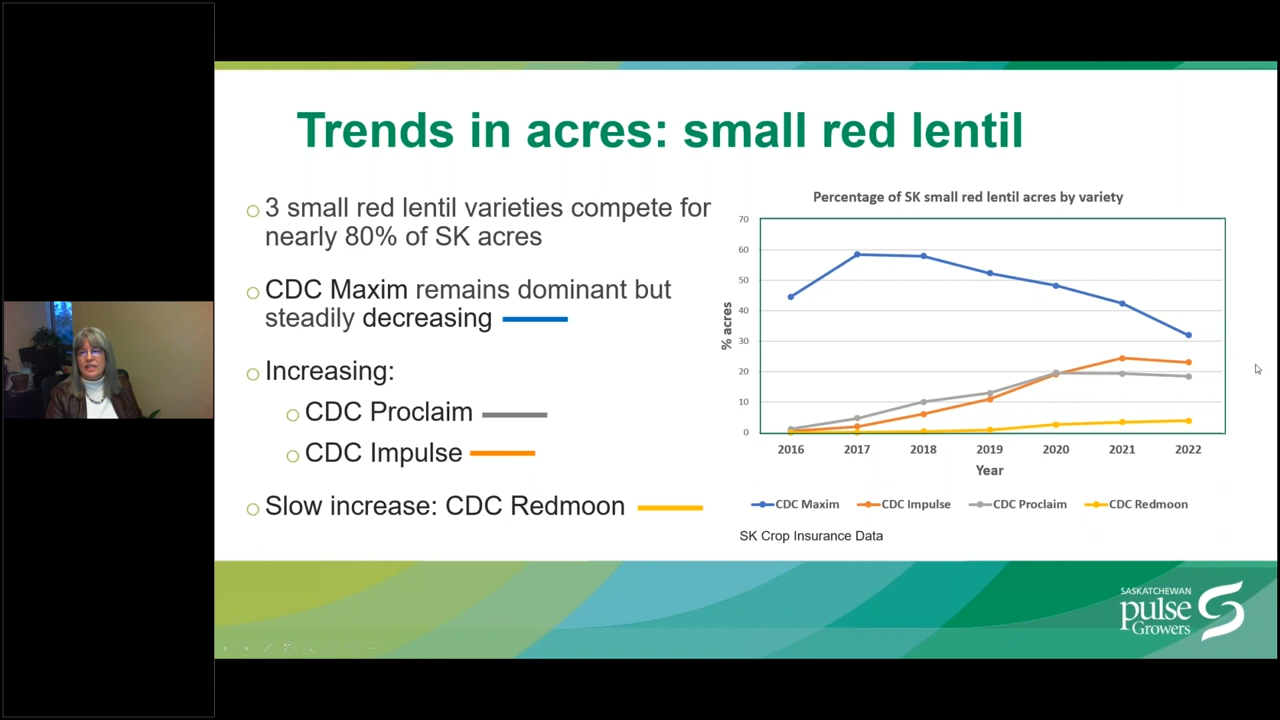 Trends in acres: small red lentil
3 small red lentil varieties compete for
nearly 80% of SK acres
CDC Maxim remains dominant but
steadily decreasing
Increasing:
CDC Proclaim
CDC Impulse
Slow increase: CDC Redmoon
Percentage of SK small red lentil acres by variety
70
60
50
40
30
20
10
0
% acres
2016 2017 2018 2019 2020 2021 2022
Year
CDC Maxim CDC Impulse CDC Proclaim CDC Redmoon
SK Crop Insurance Data
SASKATCHEWAN
pulse
Growers